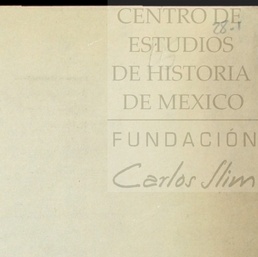 CENTRO DE
ESTUDIOS
DE HISTORIA
DE MEXICO
FUNDACIÓN
Carlos Slim